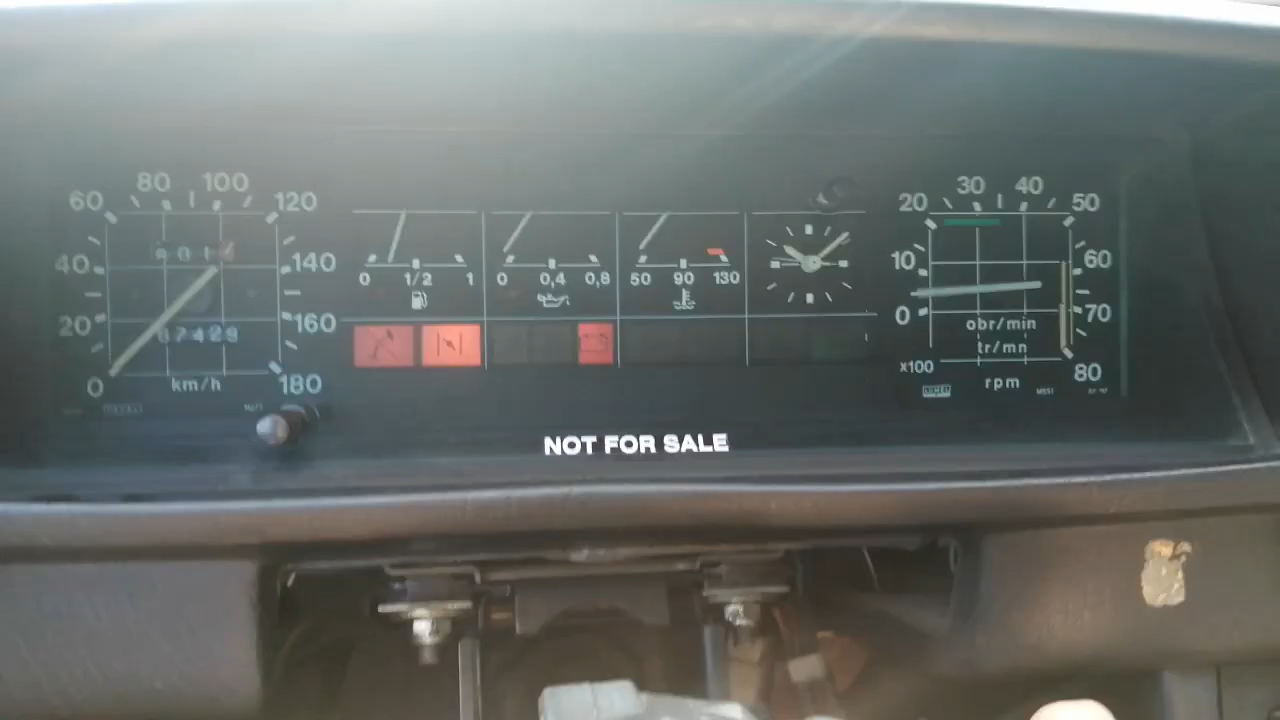 80 100
60 120
40 140
20 160
0 180
km/h
87429
0 1/2 1
0 0,4 0,8
50 90 130
30 40
20 50
10 60
0 70
80
obr/min
tr/mn
x100
rpm
NOT FOR SALE